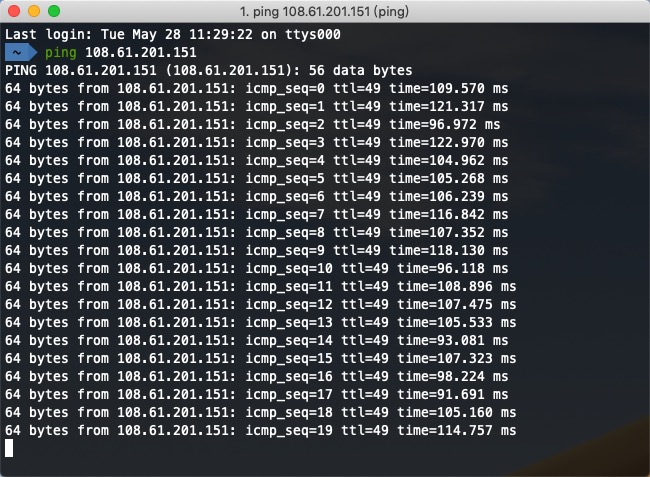 1. ping 108.61.201.151 (ping)
Last login: Tue May 28 11:29:22 on ttys000
~ ping 108.61.201.151
PING 108.61.201.151 (108.61.201.151): 56 data bytes
64 bytes from 108.61.201.151: icmp_seq=0 ttl=49 time=109.570 ms
64 bytes from 108.61.201.151: icmp_seq=1 ttl=49 time=121.317 ms
64 bytes from 108.61.201.151: icmp_seq=2 ttl=49 time=96.972 ms
64 bytes from 108.61.201.151: icmp_seq=3 ttl=49 time=122.970 ms
64 bytes from 108.61.201.151: icmp_seq=4 ttl=49 time=104.962 ms
64 bytes from 108.61.201.151: icmp_seq=5 ttl=49 time=105.268 ms
64 bytes from 108.61.201.151: icmp_seq=6 ttl=49 time=106.239 ms
64 bytes from 108.61.201.151: icmp_seq=7 ttl=49 time=116.842 ms
64 bytes from 108.61.201.151: icmp_seq=8 ttl=49 time=107.352 ms
64 bytes from 108.61.201.151: icmp_seq=9 ttl=49 time=118.130 ms
64 bytes from 108.61.201.151: icmp_seq=10 ttl=49 time=96.118 ms
64 bytes from 108.61.201.151: icmp_seq=11 ttl=49 time=108.896 ms
64 bytes from 108.61.201.151: icmp_seq=12 ttl=49 time=107.475 ms
64 bytes from 108.61.201.151: icmp_seq=13 ttl=49 time=105.533 ms
64 bytes from 108.61.201.151: icmp_seq=14 ttl=49 time=93.081 ms
64 bytes from 108.61.201.151: icmp_seq=15 ttl=49 time=107.323 ms
64 bytes from 108.61.201.151: icmp_seq=16 ttl=49 time=98.224 ms
64 bytes from 108.61.201.151: icmp_seq=17 ttl=49 time=91.691 ms
64 bytes from 108.61.201.151: icmp_seq=18 ttl=49 time=105.160 ms
64 bytes from 108.61.201.151: icmp_seq=19 ttl=49 time=114.757 ms